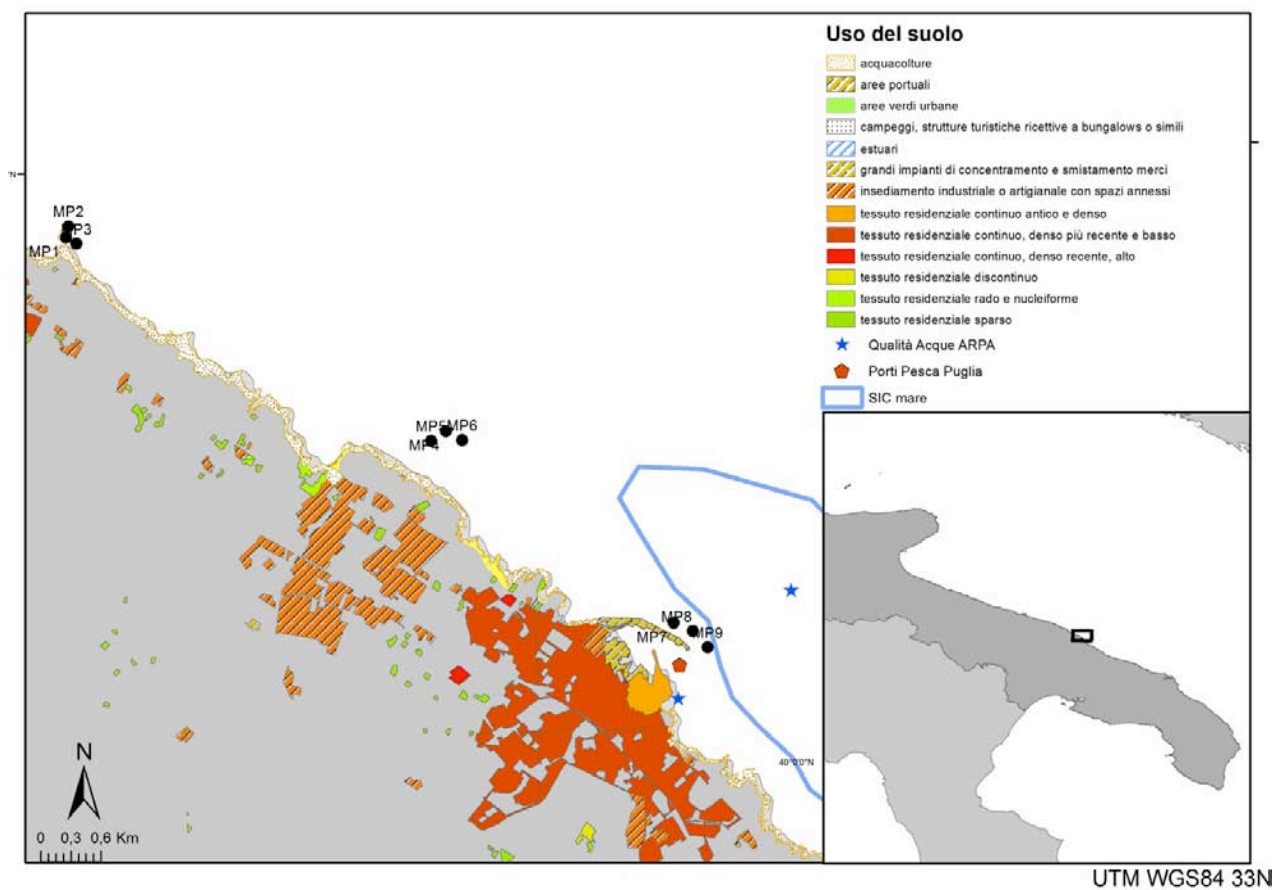 Uso del suolo
acquacolture
aree portuali
aree verdi urbane
campeggi, strutture turistiche ricettive a bungalows o simili
estuari
grandi impianti di concentramento e smistamento merci
insediamento industriale o artigianale con spazi annessi
tessuto residenziale continuo antico e denso
tessuto residenziale continuo, denso più recente e basso
tessuto residenziale continuo, denso recente, alto
tessuto residenziale discontinuo
tessuto residenziale rado e nucleiforme
tessuto residenziale sparso
Qualità Acque ARPA
Porti Pesca Puglia
SIC mare
"N
MP2
MP3
MP1
MP5
MP6
MP4
MP8
MP7
MP9
40°0'0"N
N
0 0,3 0,6 Km
UTM WGS84 33N